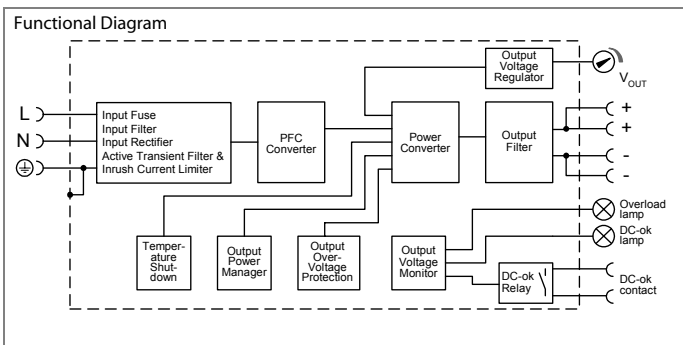 Functional Diagram
Output
Voltage
Regulator
V_OUT
L
N
Input Fuse
Input Filter
Input Rectifier
Active Transient Filter &
Inrush Current Limiter
PFC
Converter
Power
Converter
Output
Filter
+
+
-
-
Temper-
ature
Shut-
down
Output
Power
Manager
Output
Over-
Voltage
Protection
Output
Voltage
Monitor
Overload
lamp
DC-ok
lamp
DC-ok
Relay
DC-ok
contact